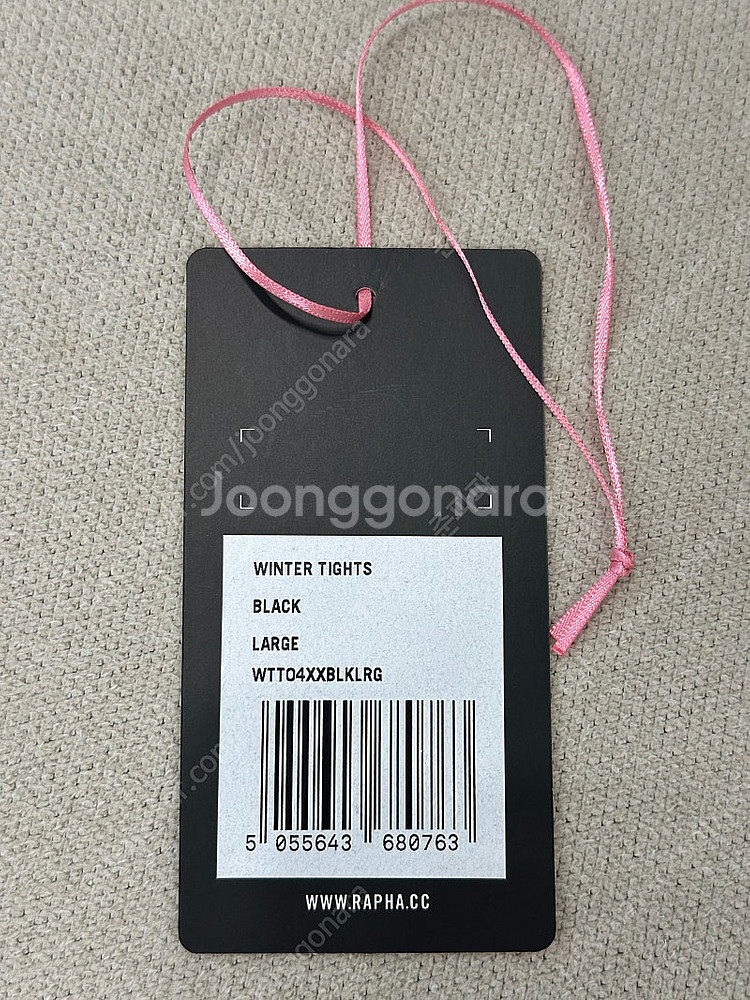 Joonggonara
WINTER TIGHTS
BLACK
LARGE
WTT04XXBLKLRG
5 055643 680763
WWW.RAPHA.CC